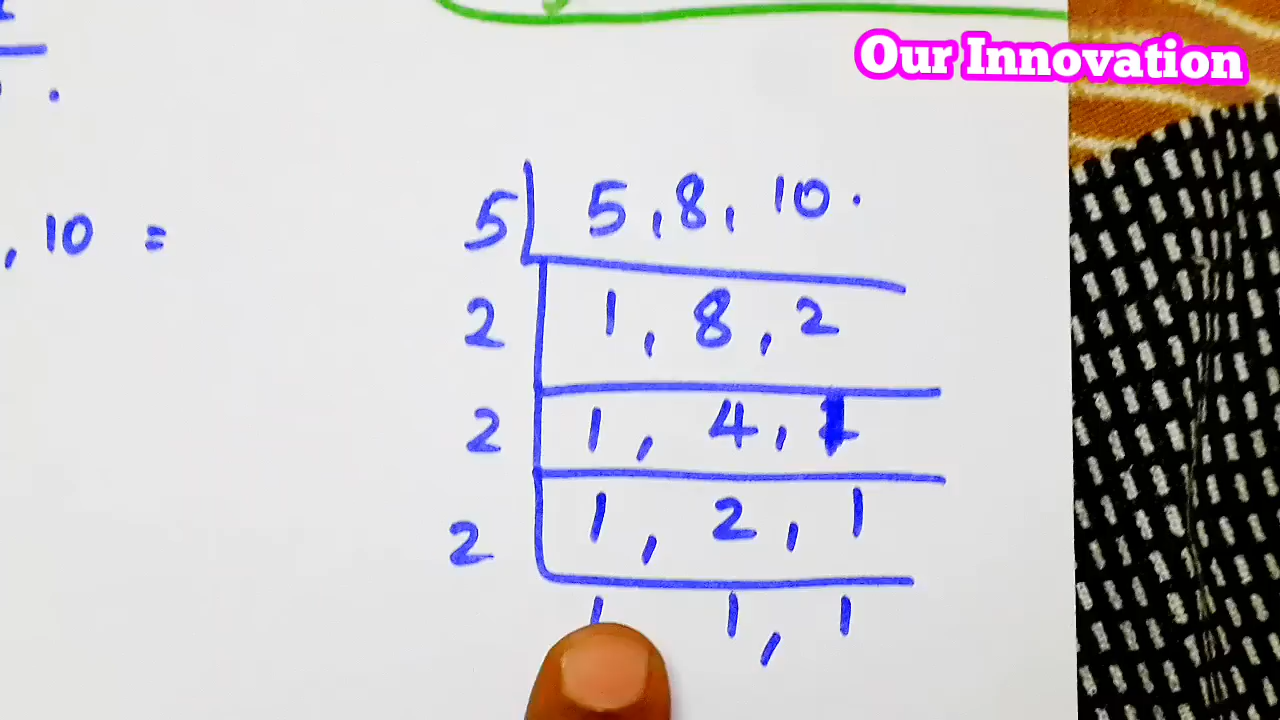 Our Innovation
, 10 =
5 5, 8, 10.
2 1, 8, 2
2 1, 4, 1
2 1, 2, 1
1 1, 1